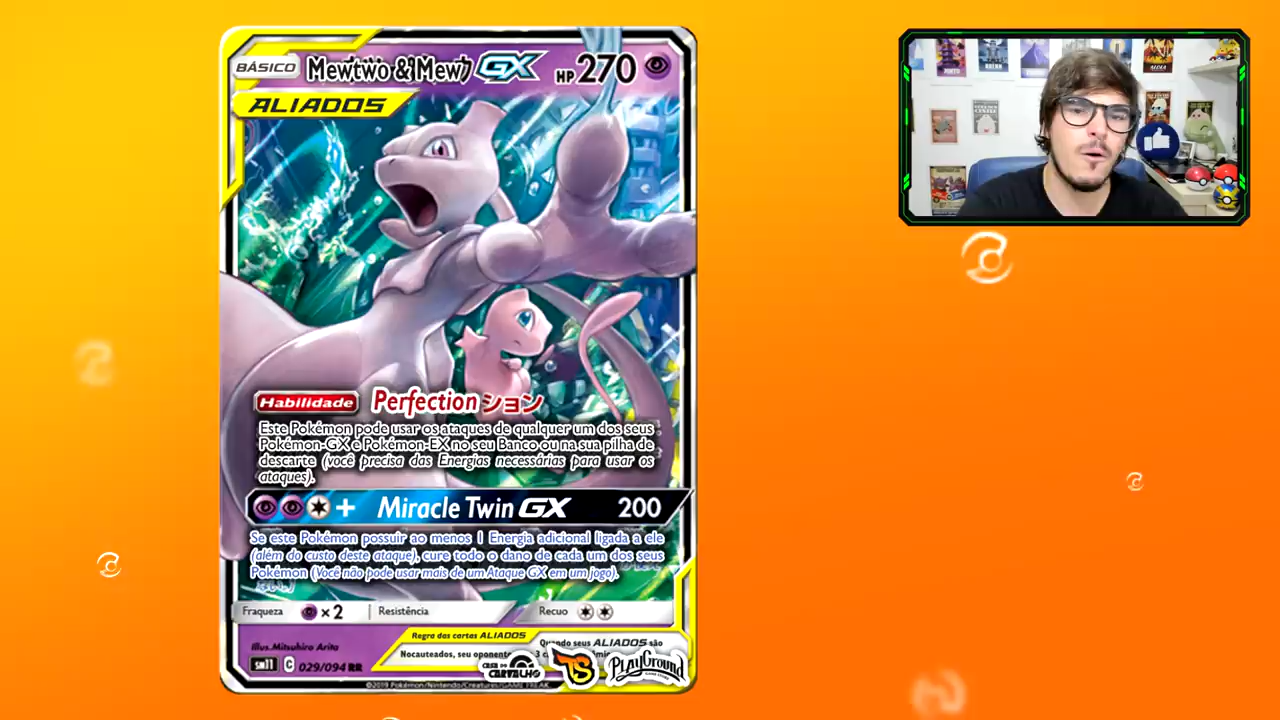 BÁSICO Mewtwo & Mew GX HP 270
ALIADOS
Habilidade Perfection ション
Este Pokémon pode usar os ataques de qualquer um dos seus
Pokémon-GX e Pokémon-EX no seu Banco ou na sua pilha de
descarte (você precisa das Energias necessárias para usar os
ataques).
+ Miracle Twin GX 200
Se este Pokémon possuir ao menos 1 Energia adicional ligada a ele
(além do custo deste ataque), cure todo o dano de cada um dos seus
Pokémon (Você não pode usar mais de um Ataque GX em um jogo).
Fraqueza ×2 Resistência Recuo
Regra das cartas ALIADOS
Illus. Mitsuhiro Arita
Quando seus ALIADOS são
Nocauteados, seu oponente
sm11 C 029/094 RR
CARVALHO TS PLAYGROUND
©2019 Pokémon/Nintendo/Creatures/GAME FREAK